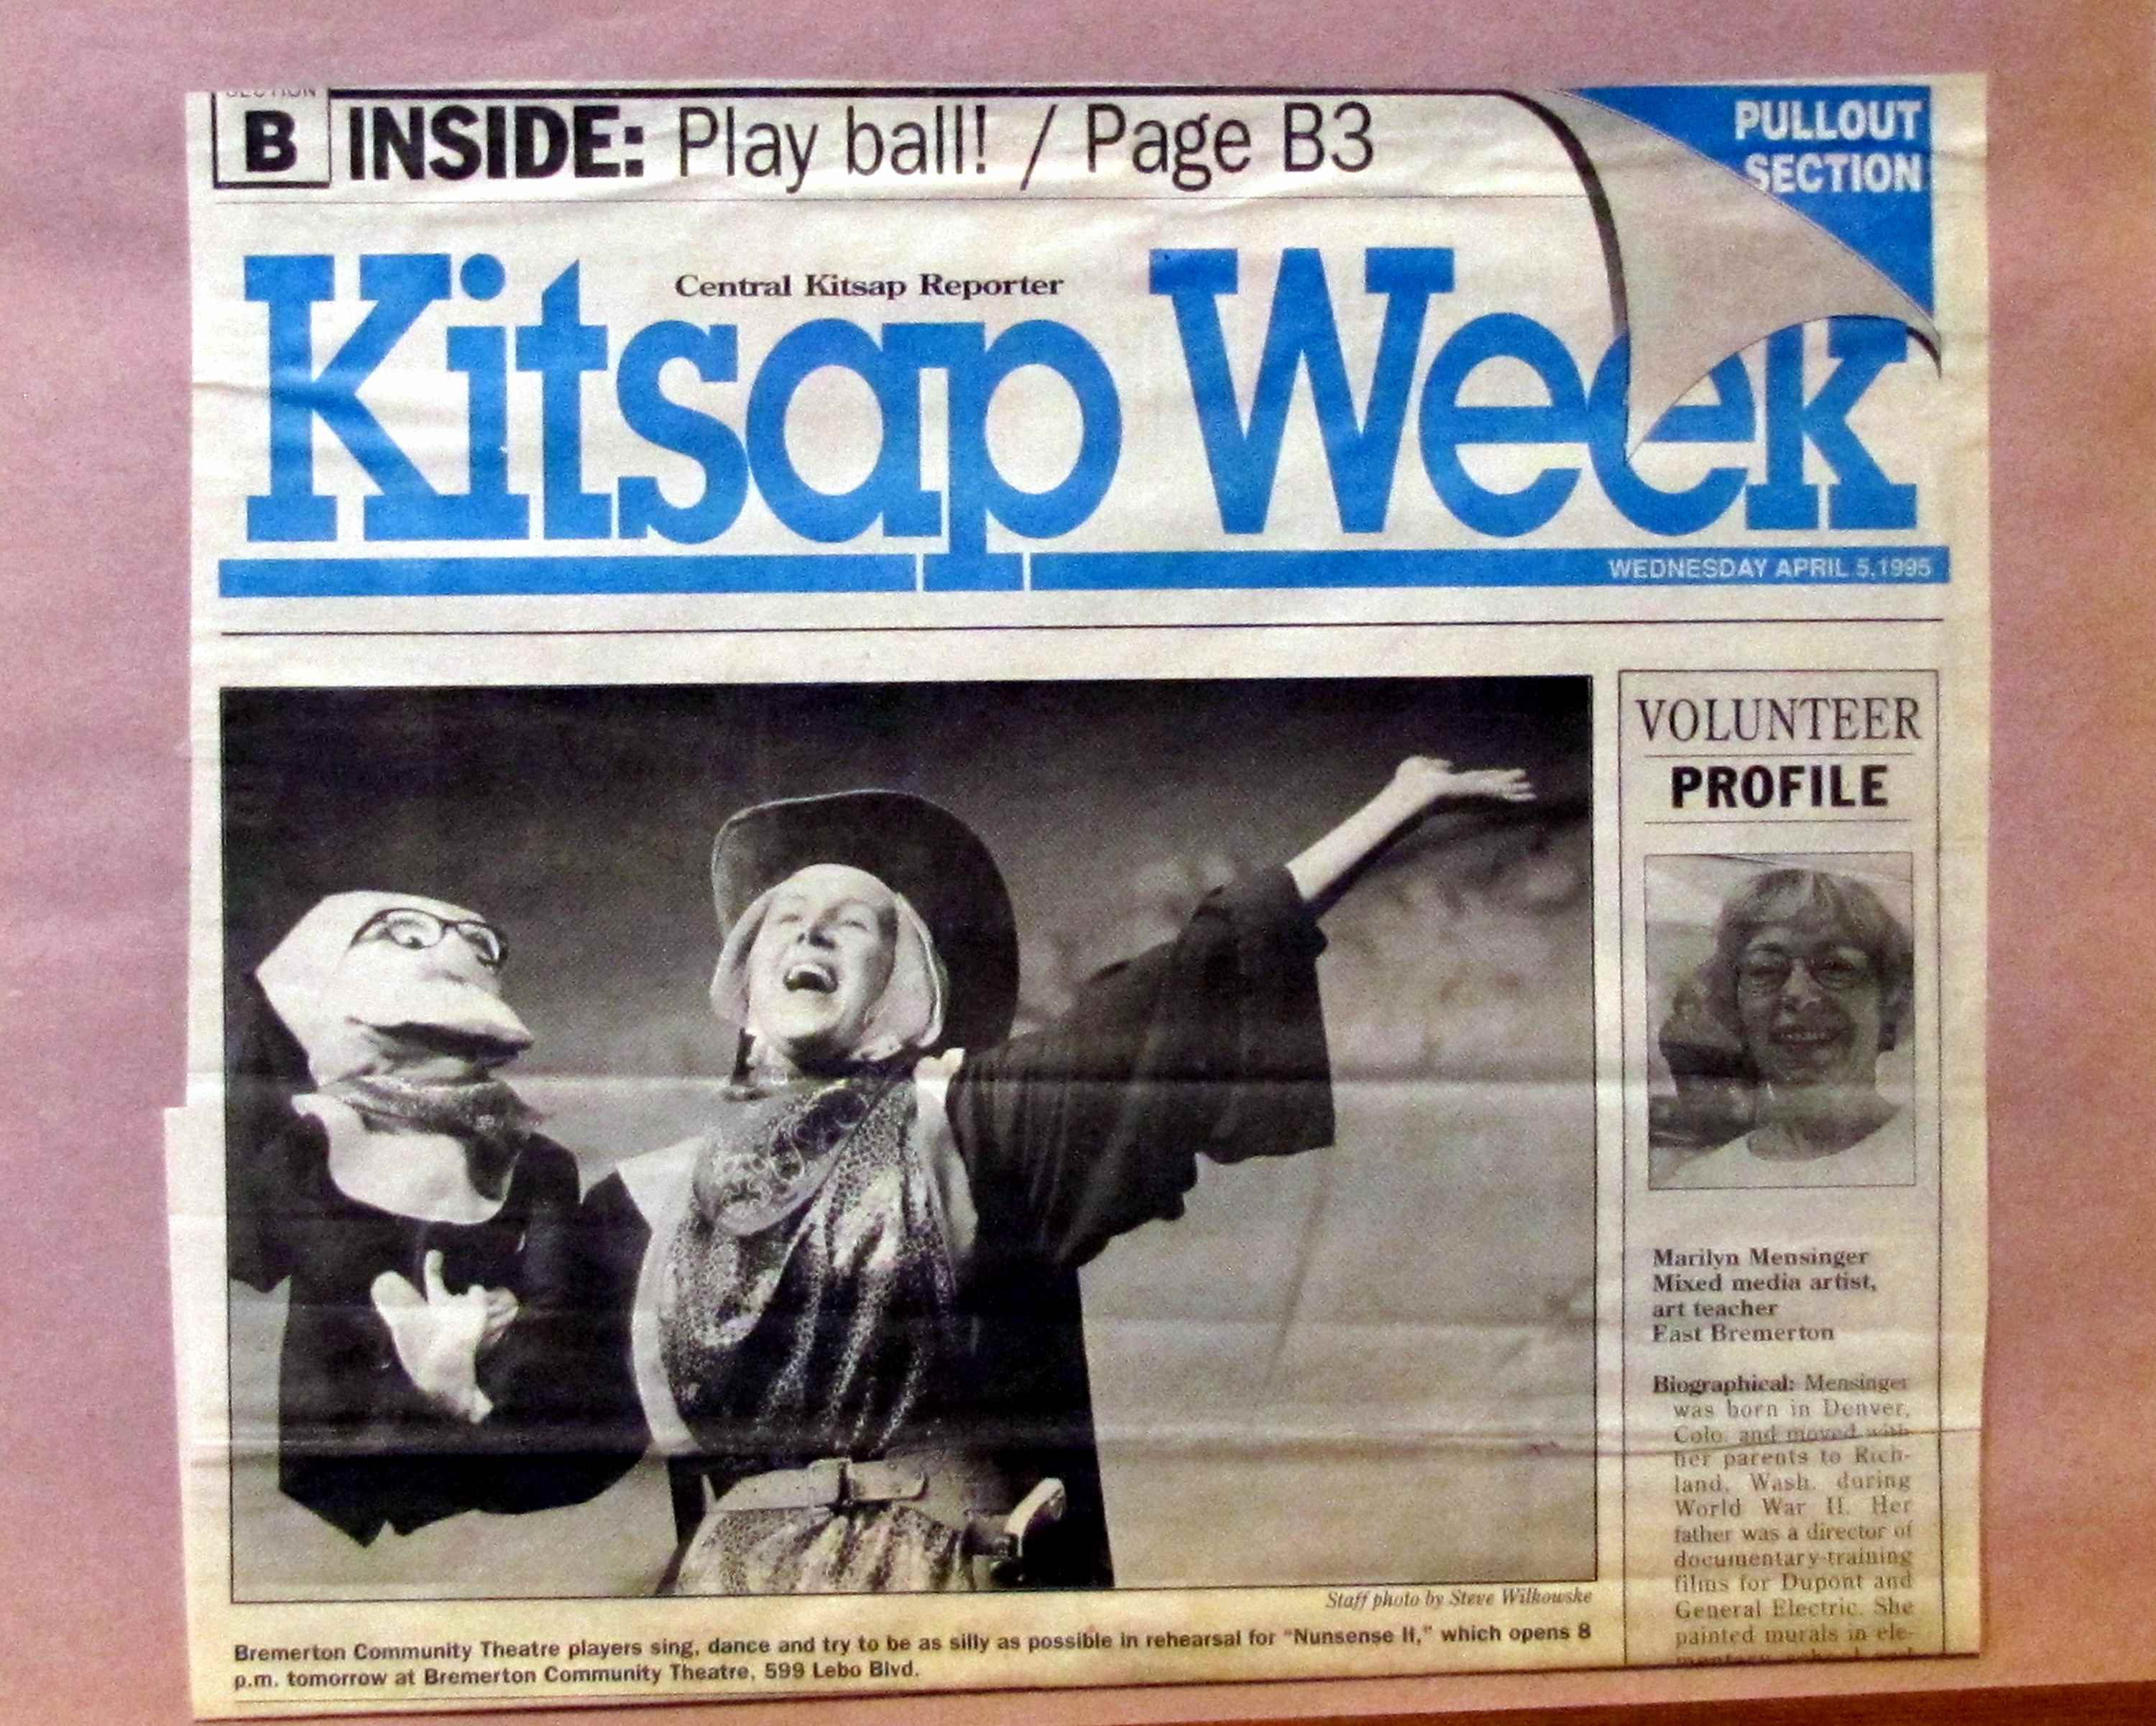 SECTION
B INSIDE: Play ball! / Page B3
PULLOUT
SECTION
Central Kitsap Reporter
Kitsap Week
WEDNESDAY APRIL 5, 1995
Staff photo by Steve Wilkowske
Bremerton Community Theatre players sing, dance and try to be as silly as possible in rehearsal for "Nunsense II," which opens 8
p.m. tomorrow at Bremerton Community Theatre, 599 Lebo Blvd.
VOLUNTEER
PROFILE
Marilyn Mensinger
Mixed media artist,
art teacher
East Bremerton
Biographical: Mensinger
was born in Denver,
Colo. and moved with
her parents to Rich-
land, Wash. during
World War II. Her
father was a director of
documentary-training
films for Dupont and
General Electric. She
painted murals in ele-